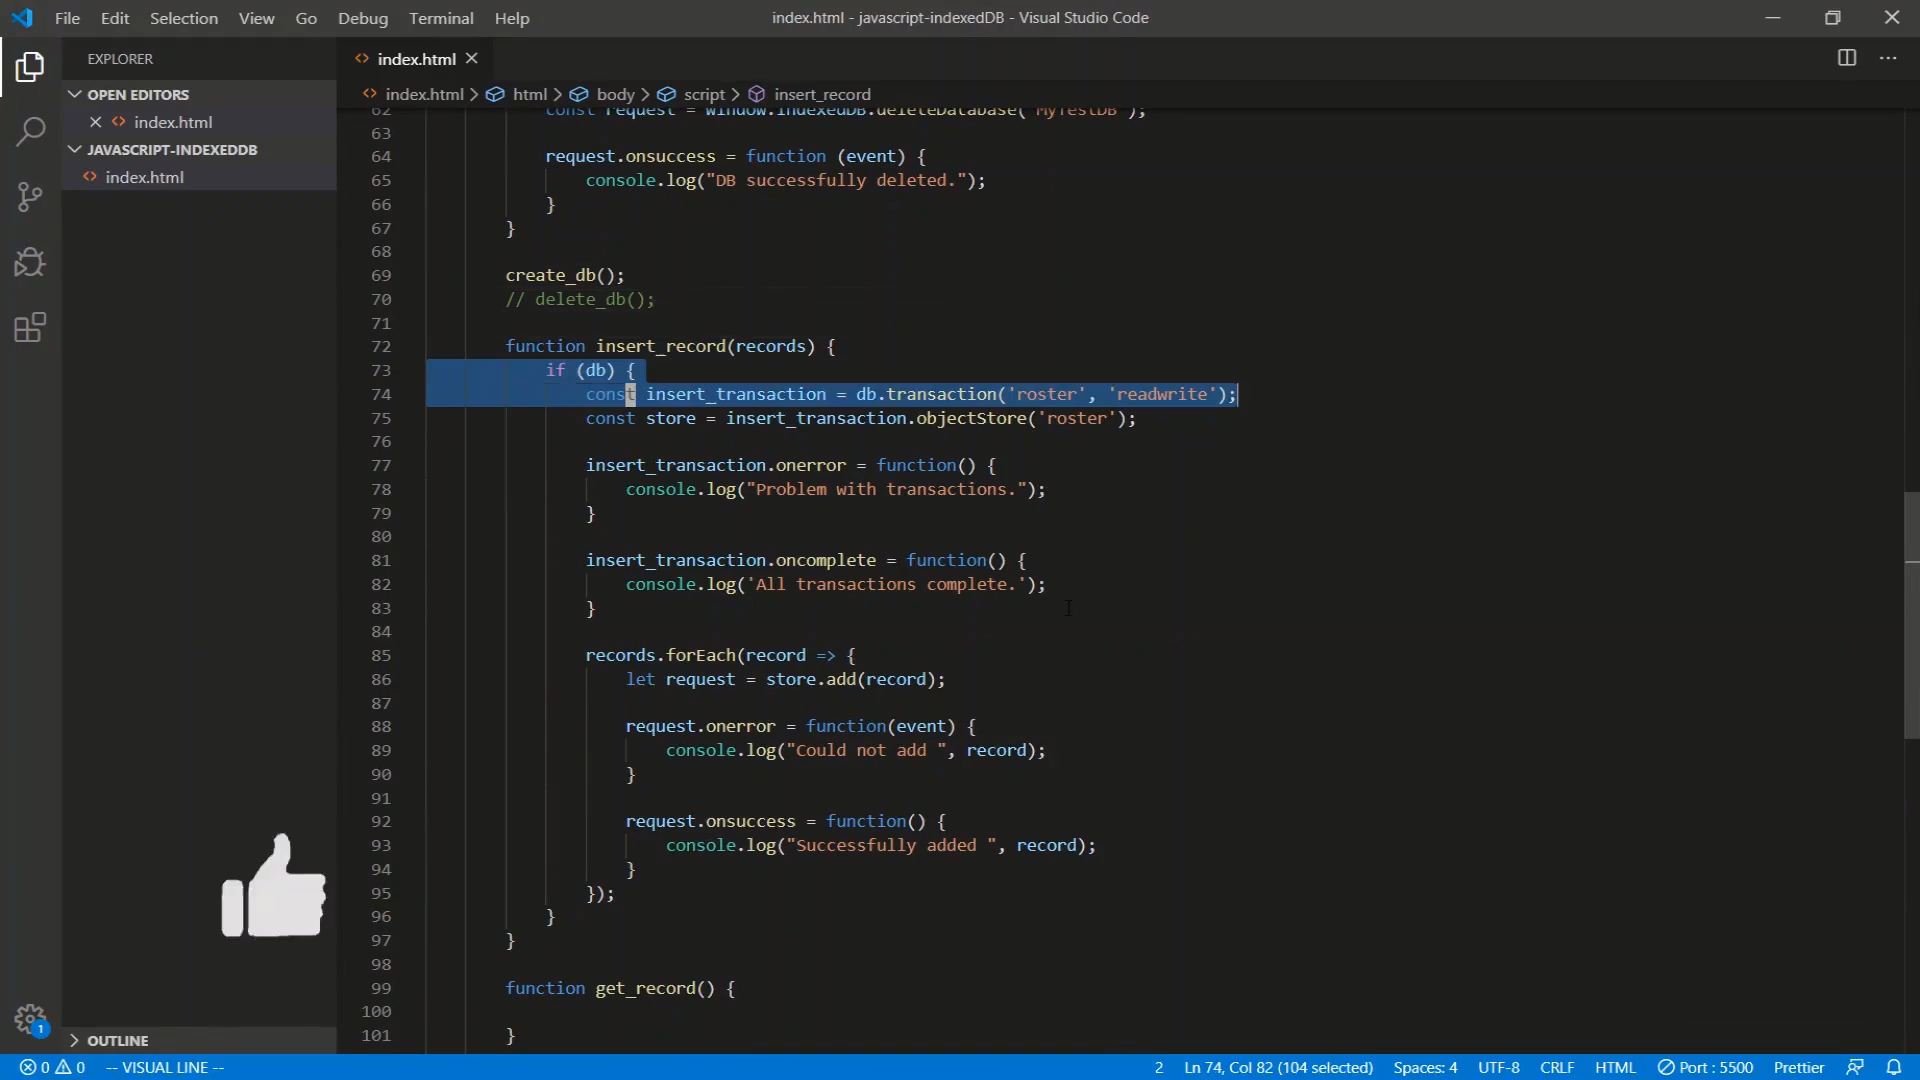 File Edit Selection View Go Debug Terminal Help
index.html - javascript-indexedDB - Visual Studio Code
EXPLORER
OPEN EDITORS
index.html
JAVASCRIPT-INDEXEDDB
index.html
OUTLINE
index.html
index.html > html > body > script > insert_record
62 const request = window.indexedDB.deleteDatabase("MyTestDB");
63
64 request.onsuccess = function (event) {
65 console.log("DB successfully deleted.");
66 }
67 }
68
69 create_db();
70 // delete_db();
71
72 function insert_record(records) {
73 if (db) {
74 const insert_transaction = db.transaction('roster', 'readwrite');
75 const store = insert_transaction.objectStore('roster');
76
77 insert_transaction.onerror = function() {
78 console.log("Problem with transactions.");
79 }
80
81 insert_transaction.oncomplete = function() {
82 console.log('All transactions complete.');
83 }
84
85 records.forEach(record => {
86 let request = store.add(record);
87
88 request.onerror = function(event) {
89 console.log("Could not add ", record);
90 }
91
92 request.onsuccess = function() {
93 console.log("Successfully added ", record);
94 }
95 });
96 }
97 }
98
99 function get_record() {
100
101 }
1
0 0 -- VISUAL LINE -- 2 Ln 74, Col 82 (104 selected) Spaces: 4 UTF-8 CRLF HTML Port : 5500 Prettier